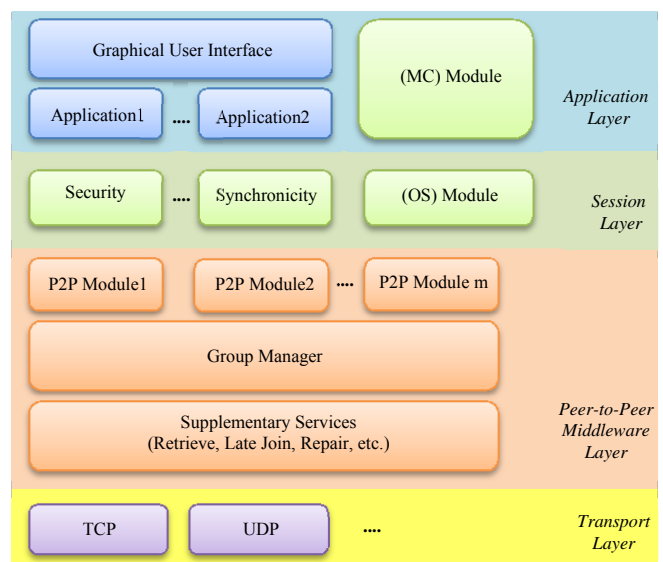 Graphical User Interface
(MC) Module
Application1 .... Application2
Application
Layer
Security .... Synchronicity
(OS) Module
Session
Layer
P2P Module1
P2P Module2 .... P2P Module m
Group Manager
Supplementary Services
(Retrieve, Late Join, Repair, etc.)
Peer-to-Peer
Middleware
Layer
TCP
UDP
....
Transport
Layer